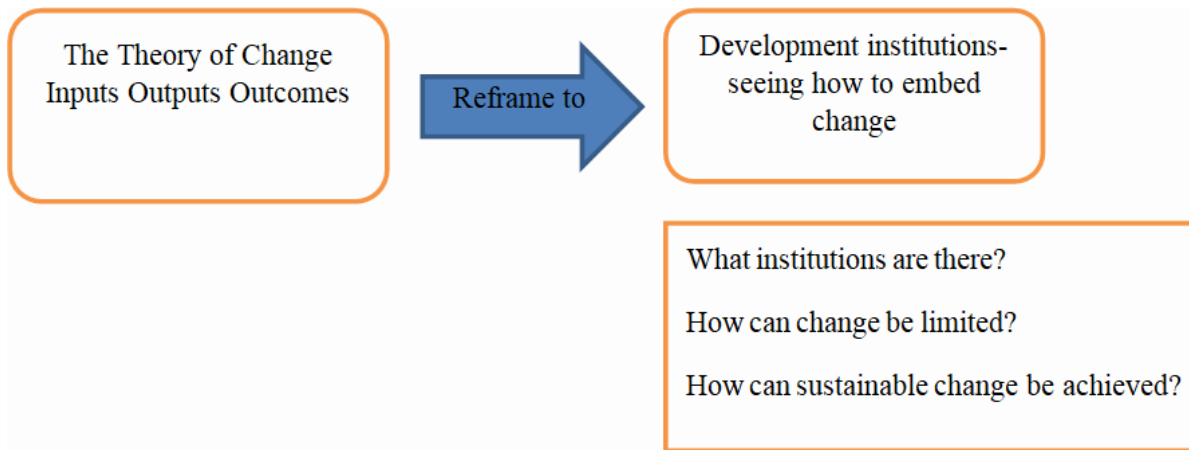 The Theory of Change
Inputs Outputs Outcomes
Reframe to
Development institutions-
seeing how to embed
change
What institutions are there?
How can change be limited?
How can sustainable change be achieved?